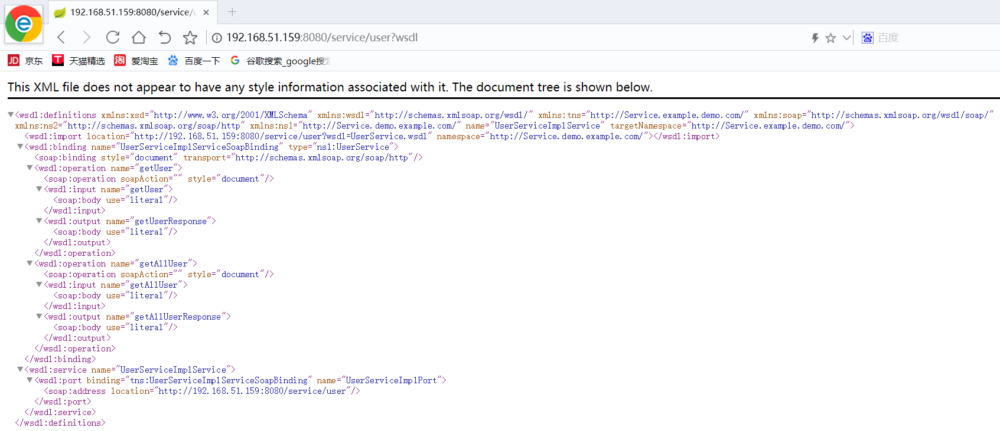 192.168.51.159:8080/service/u
192.168.51.159:8080/service/user?wsdl
百度
京东 天猫精选 爱淘宝 百度一下 谷歌搜索_google搜索
This XML file does not appear to have any style information associated with it. The document tree is shown below.
▼<wsdl:definitions xmlns:xsd="http://www.w3.org/2001/XMLSchema" xmlns:wsdl="http://schemas.xmlsoap.org/wsdl/" xmlns:tns="http://Service.example.demo.com/" xmlns:soap="http://schemas.xmlsoap.org/wsdl/soap/"
xmlns:ns2="http://schemas.xmlsoap.org/soap/http" xmlns:ns1="http://Service.demo.example.com/" name="UserServiceImplService" targetNamespace="http://Service.example.demo.com/">
<wsdl:import location="http://192.168.51.159:8080/service/user?wsdl=UserService.wsdl" namespace="http://Service.demo.example.com/"></wsdl:import>
▼<wsdl:binding name="UserServiceImplServiceSoapBinding" type="ns1:UserService">
<soap:binding style="document" transport="http://schemas.xmlsoap.org/soap/http"/>
▼<wsdl:operation name="getUser">
<soap:operation soapAction="" style="document"/>
▼<wsdl:input name="getUser">
<soap:body use="literal"/>
</wsdl:input>
▼<wsdl:output name="getUserResponse">
<soap:body use="literal"/>
</wsdl:output>
</wsdl:operation>
▼<wsdl:operation name="getAllUser">
<soap:operation soapAction="" style="document"/>
▼<wsdl:input name="getAllUser">
<soap:body use="literal"/>
</wsdl:input>
▼<wsdl:output name="getAllUserResponse">
<soap:body use="literal"/>
</wsdl:output>
</wsdl:operation>
</wsdl:binding>
▼<wsdl:service name="UserServiceImplService">
▼<wsdl:port binding="tns:UserServiceImplServiceSoapBinding" name="UserServiceImplPort">
<soap:address location="http://192.168.51.159:8080/service/user"/>
</wsdl:port>
</wsdl:service>
</wsdl:definitions>